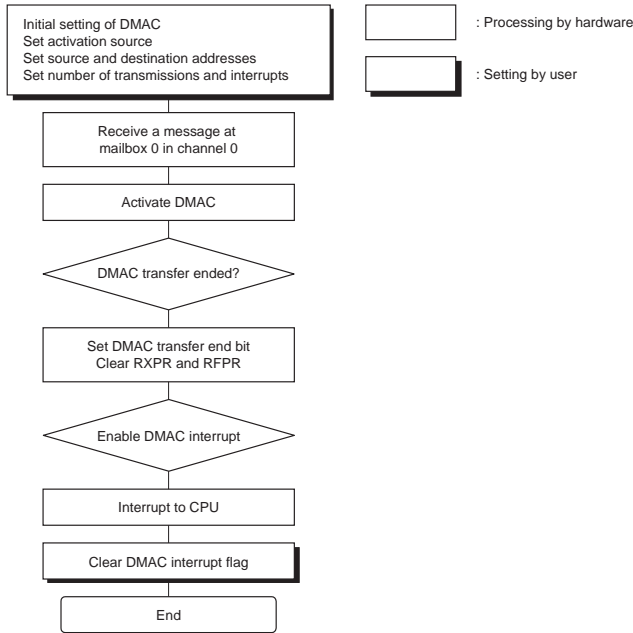 Initial setting of DMAC
Set activation source
Set source and destination addresses
Set number of transmissions and interrupts
: Processing by hardware
: Setting by user
Receive a message at
mailbox 0 in channel 0
Activate DMAC
DMAC transfer ended?
Set DMAC transfer end bit
Clear RXPR and RFPR
Enable DMAC interrupt
Interrupt to CPU
Clear DMAC interrupt flag
End